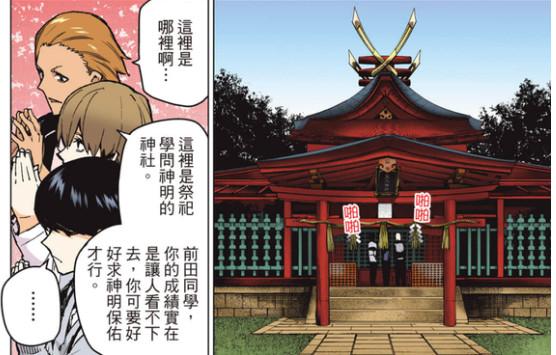 啪啪
啪啪
這裡是
哪裡啊…
這裡是祭祀
學問神明的
神社。
前田同學，
你的成績實在
是讓人看不下
去，你可要好
好求神明保佑
才行。
……